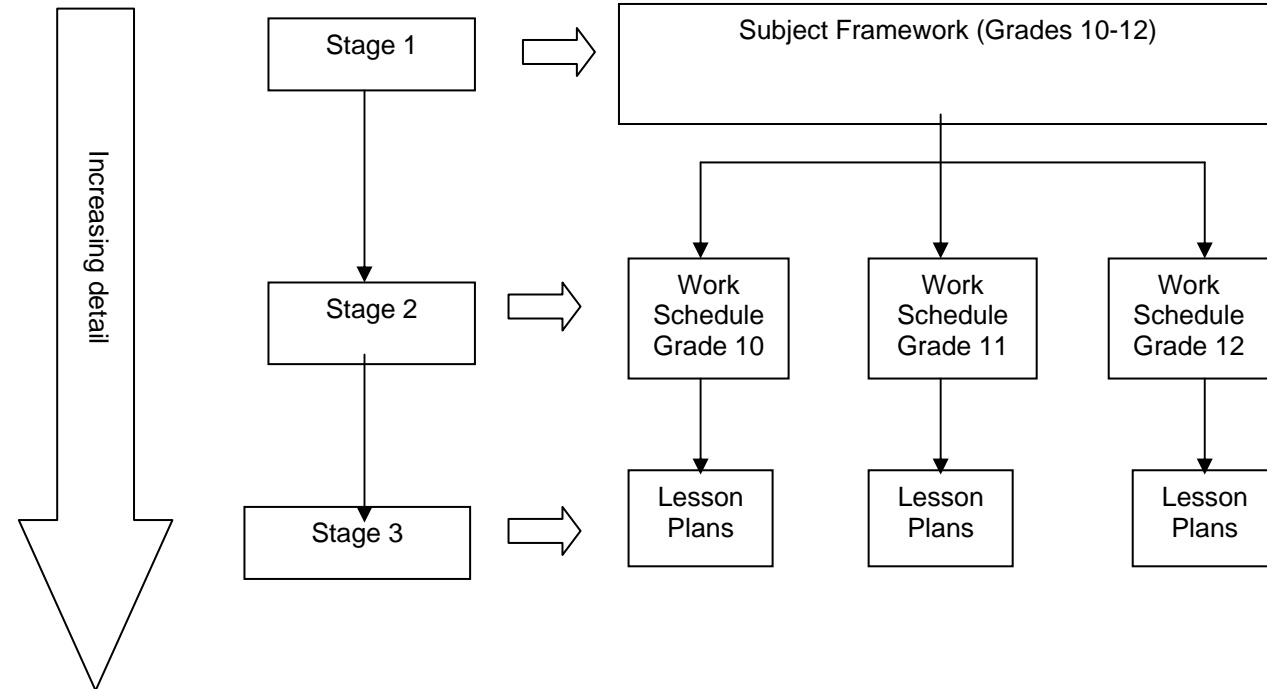 Increasing detail
Stage 1
Subject Framework (Grades 10-12)
Stage 2
Work
Schedule
Grade 10
Work
Schedule
Grade 11
Work
Schedule
Grade 12
Stage 3
Lesson
Plans
Lesson
Plans
Lesson
Plans